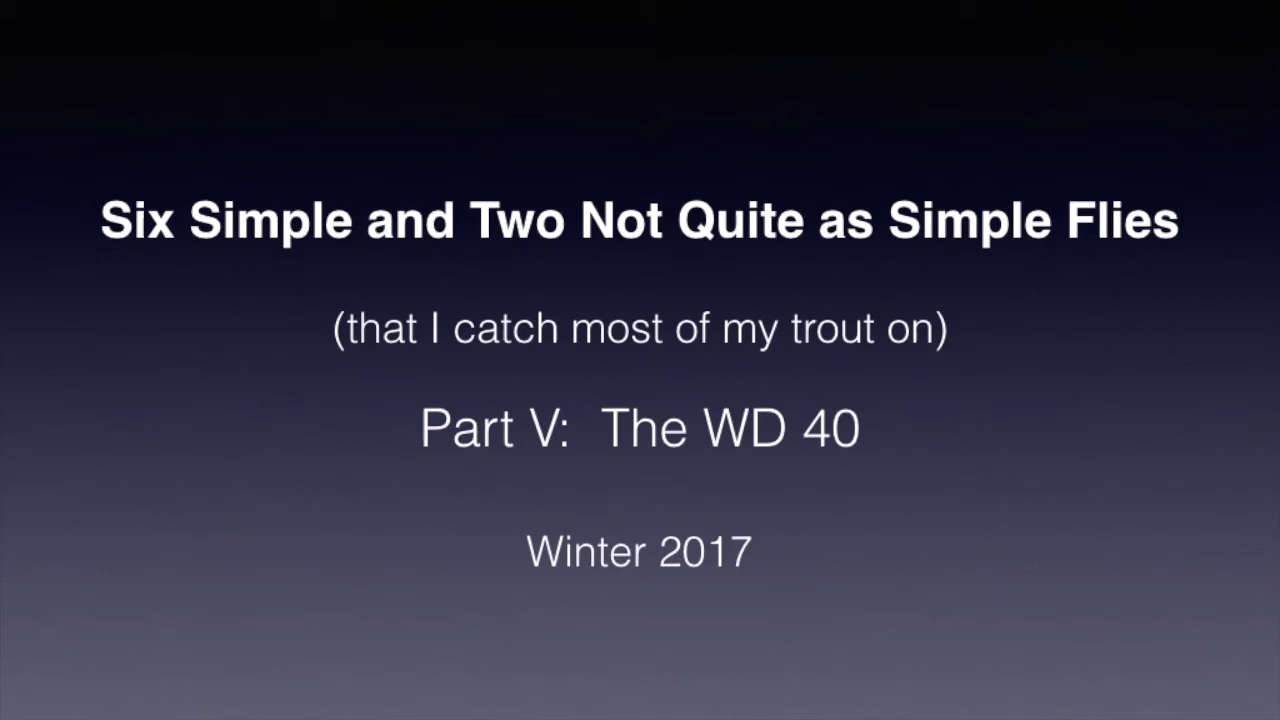 Six Simple and Two Not Quite as Simple Flies
(that I catch most of my trout on)
Part V:  The WD 40
Winter 2017